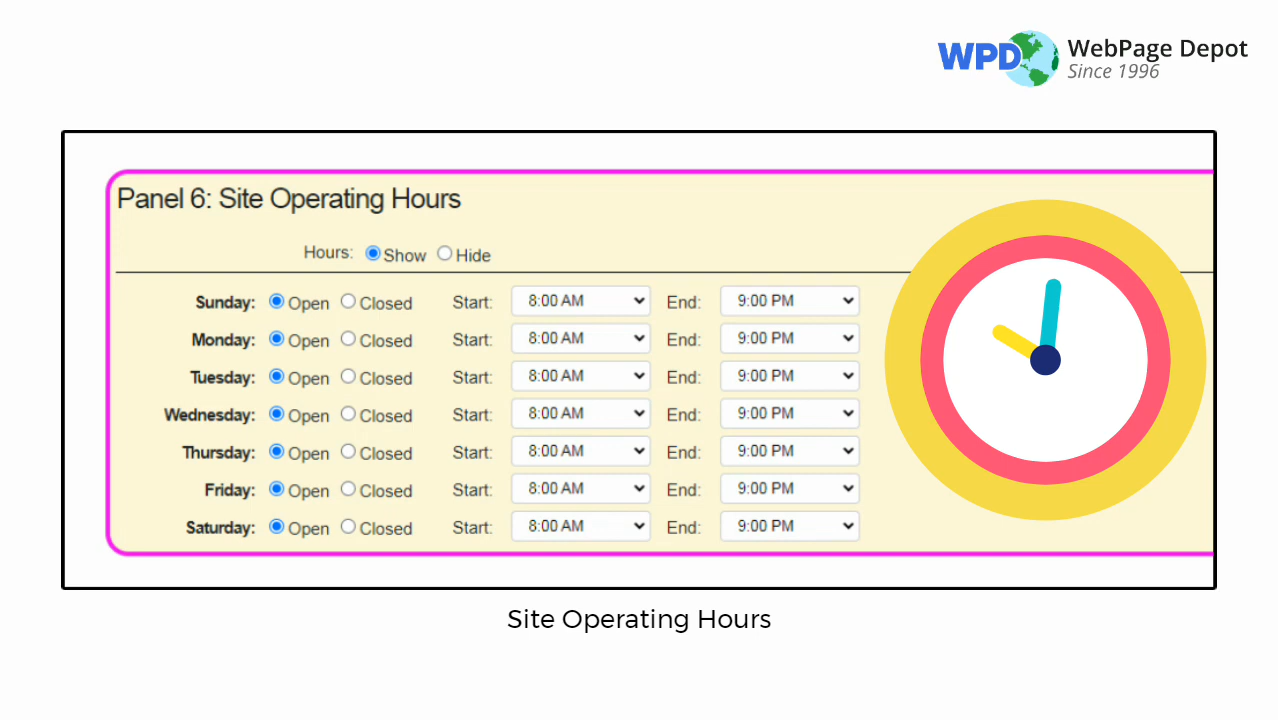 WPD WebPage Depot
Since 1996
Panel 6: Site Operating Hours
Hours: Show Hide
Sunday: Open Closed Start: 8:00 AM End: 9:00 PM
Monday: Open Closed Start: 8:00 AM End: 9:00 PM
Tuesday: Open Closed Start: 8:00 AM End: 9:00 PM
Wednesday: Open Closed Start: 8:00 AM End: 9:00 PM
Thursday: Open Closed Start: 8:00 AM End: 9:00 PM
Friday: Open Closed Start: 8:00 AM End: 9:00 PM
Saturday: Open Closed Start: 8:00 AM End: 9:00 PM
Site Operating Hours